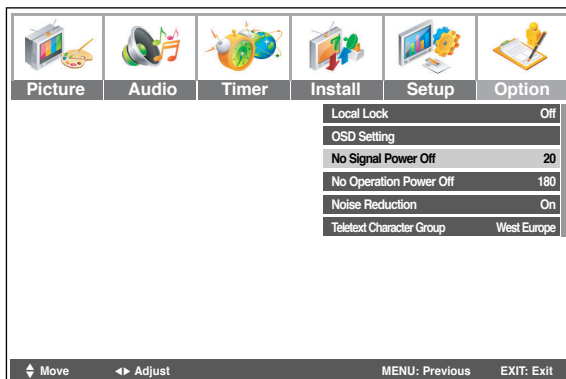 Picture Audio Timer Install Setup Option
Local Lock Off
OSD Setting
No Signal Power Off 20
No Operation Power Off 180
Noise Reduction On
Teletext Character Group West Europe
Move Adjust MENU: Previous EXIT: Exit